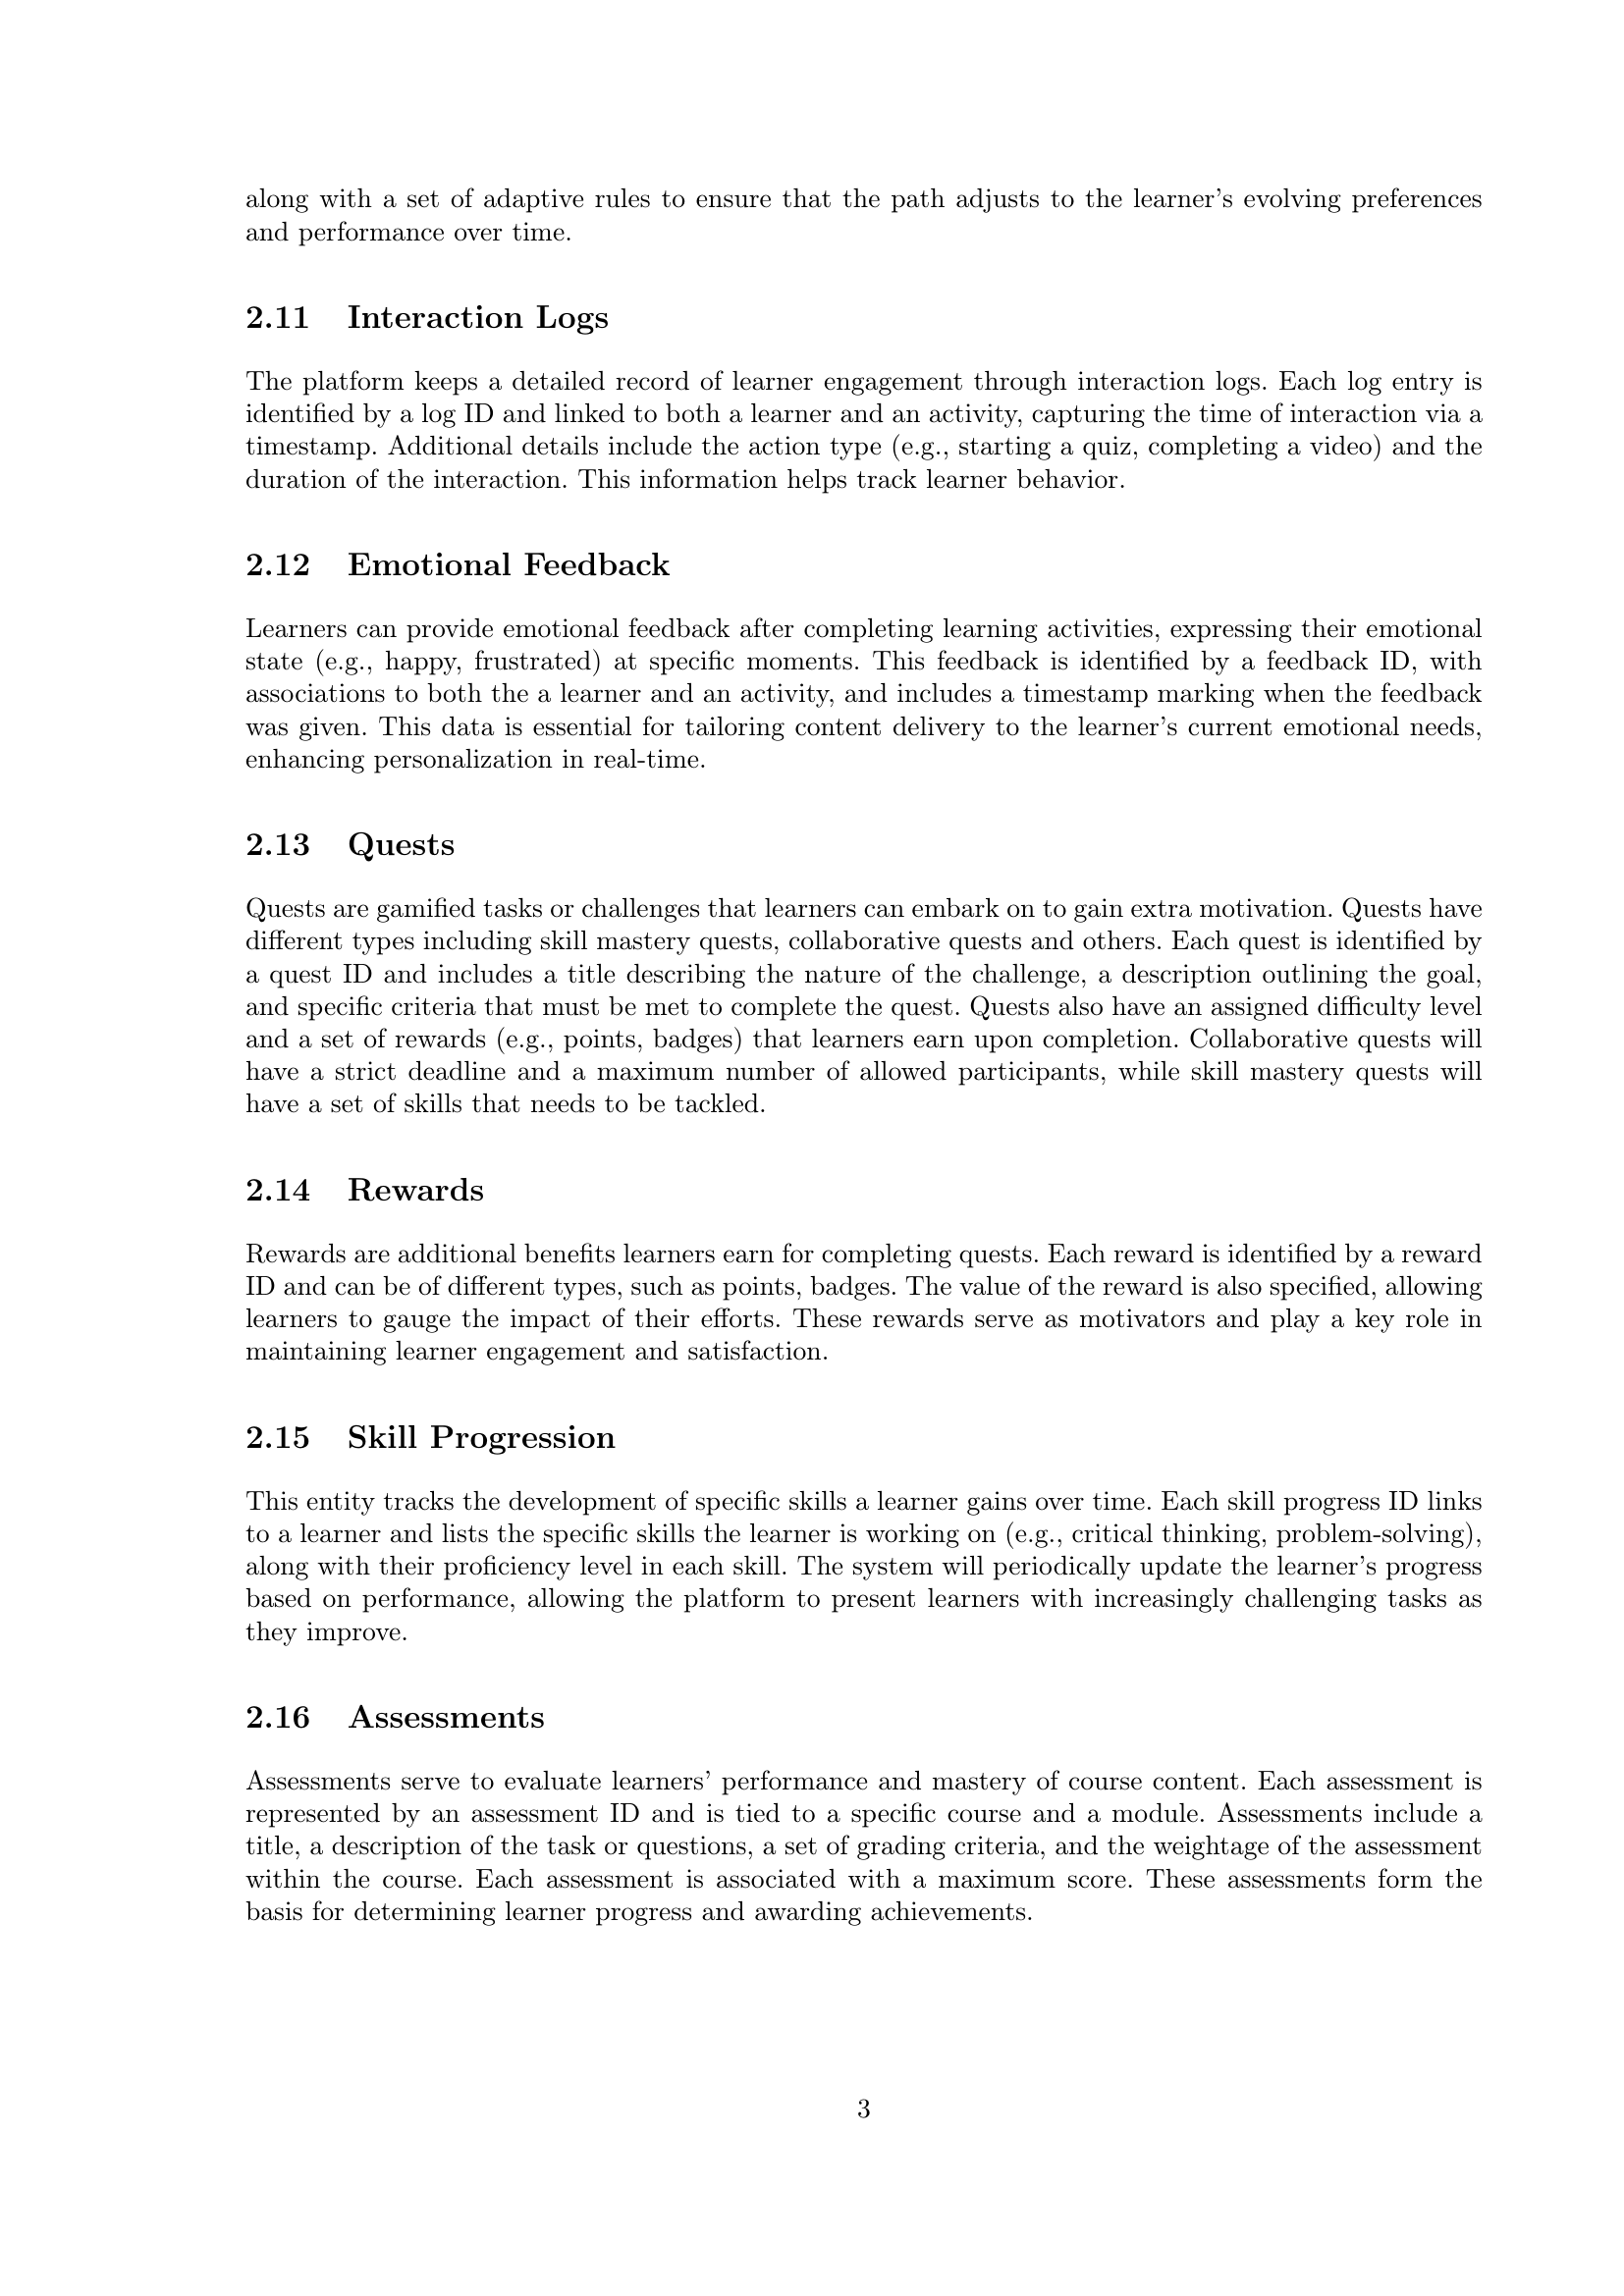 along with a set of adaptive rules to ensure that the path adjusts to the learner's evolving preferences
and performance over time.
2.11 Interaction Logs
The platform keeps a detailed record of learner engagement through interaction logs. Each log entry is
identified by a log ID and linked to both a learner and an activity, capturing the time of interaction via a
timestamp. Additional details include the action type (e.g., starting a quiz, completing a video) and the
duration of the interaction. This information helps track learner behavior.
2.12 Emotional Feedback
Learners can provide emotional feedback after completing learning activities, expressing their emotional
state (e.g., happy, frustrated) at specific moments. This feedback is identified by a feedback ID, with
associations to both the a learner and an activity, and includes a timestamp marking when the feedback
was given. This data is essential for tailoring content delivery to the learner's current emotional needs,
enhancing personalization in real-time.
2.13 Quests
Quests are gamified tasks or challenges that learners can embark on to gain extra motivation. Quests have
different types including skill mastery quests, collaborative quests and others. Each quest is identified by
a quest ID and includes a title describing the nature of the challenge, a description outlining the goal,
and specific criteria that must be met to complete the quest. Quests also have an assigned difficulty level
and a set of rewards (e.g., points, badges) that learners earn upon completion. Collaborative quests will
have a strict deadline and a maximum number of allowed participants, while skill mastery quests will
have a set of skills that needs to be tackled.
2.14 Rewards
Rewards are additional benefits learners earn for completing quests. Each reward is identified by a reward
ID and can be of different types, such as points, badges. The value of the reward is also specified, allowing
learners to gauge the impact of their efforts. These rewards serve as motivators and play a key role in
maintaining learner engagement and satisfaction.
2.15 Skill Progression
This entity tracks the development of specific skills a learner gains over time. Each skill progress ID links
to a learner and lists the specific skills the learner is working on (e.g., critical thinking, problem-solving),
along with their proficiency level in each skill. The system will periodically update the learner's progress
based on performance, allowing the platform to present learners with increasingly challenging tasks as
they improve.
2.16 Assessments
Assessments serve to evaluate learners' performance and mastery of course content. Each assessment is
represented by an assessment ID and is tied to a specific course and a module. Assessments include a
title, a description of the task or questions, a set of grading criteria, and the weightage of the assessment
within the course. Each assessment is associated with a maximum score. These assessments form the
basis for determining learner progress and awarding achievements.
3